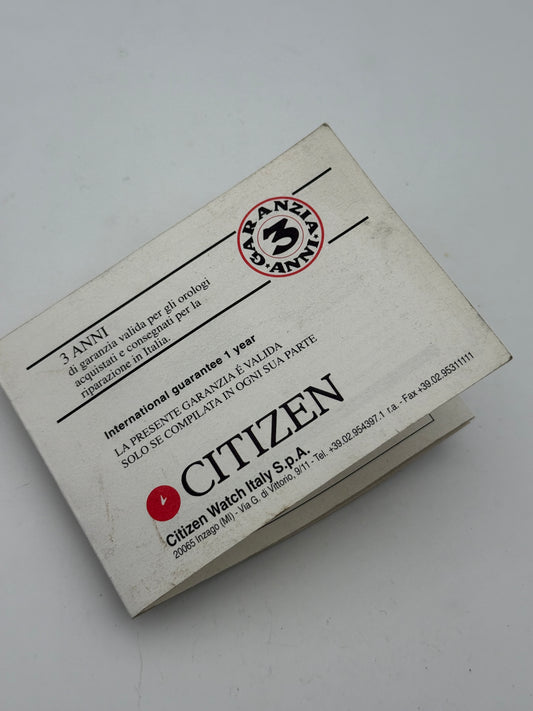 GARANZIA
3
ANNI
3 ANNI
di garanzia valida per gli orologi
acquistati e consegnati per la
riparazione in Italia.
International guarantee 1 year
LA PRESENTE GARANZIA È VALIDA
SOLO SE COMPILATA IN OGNI SUA PARTE
CITIZEN
Citizen Watch Italy S.p.A.
20065 Inzago (MI) - Via G. di Vittorio, 9/11 - Tel. +39.02.954397.1 r.a. - Fax +39.02.95311111